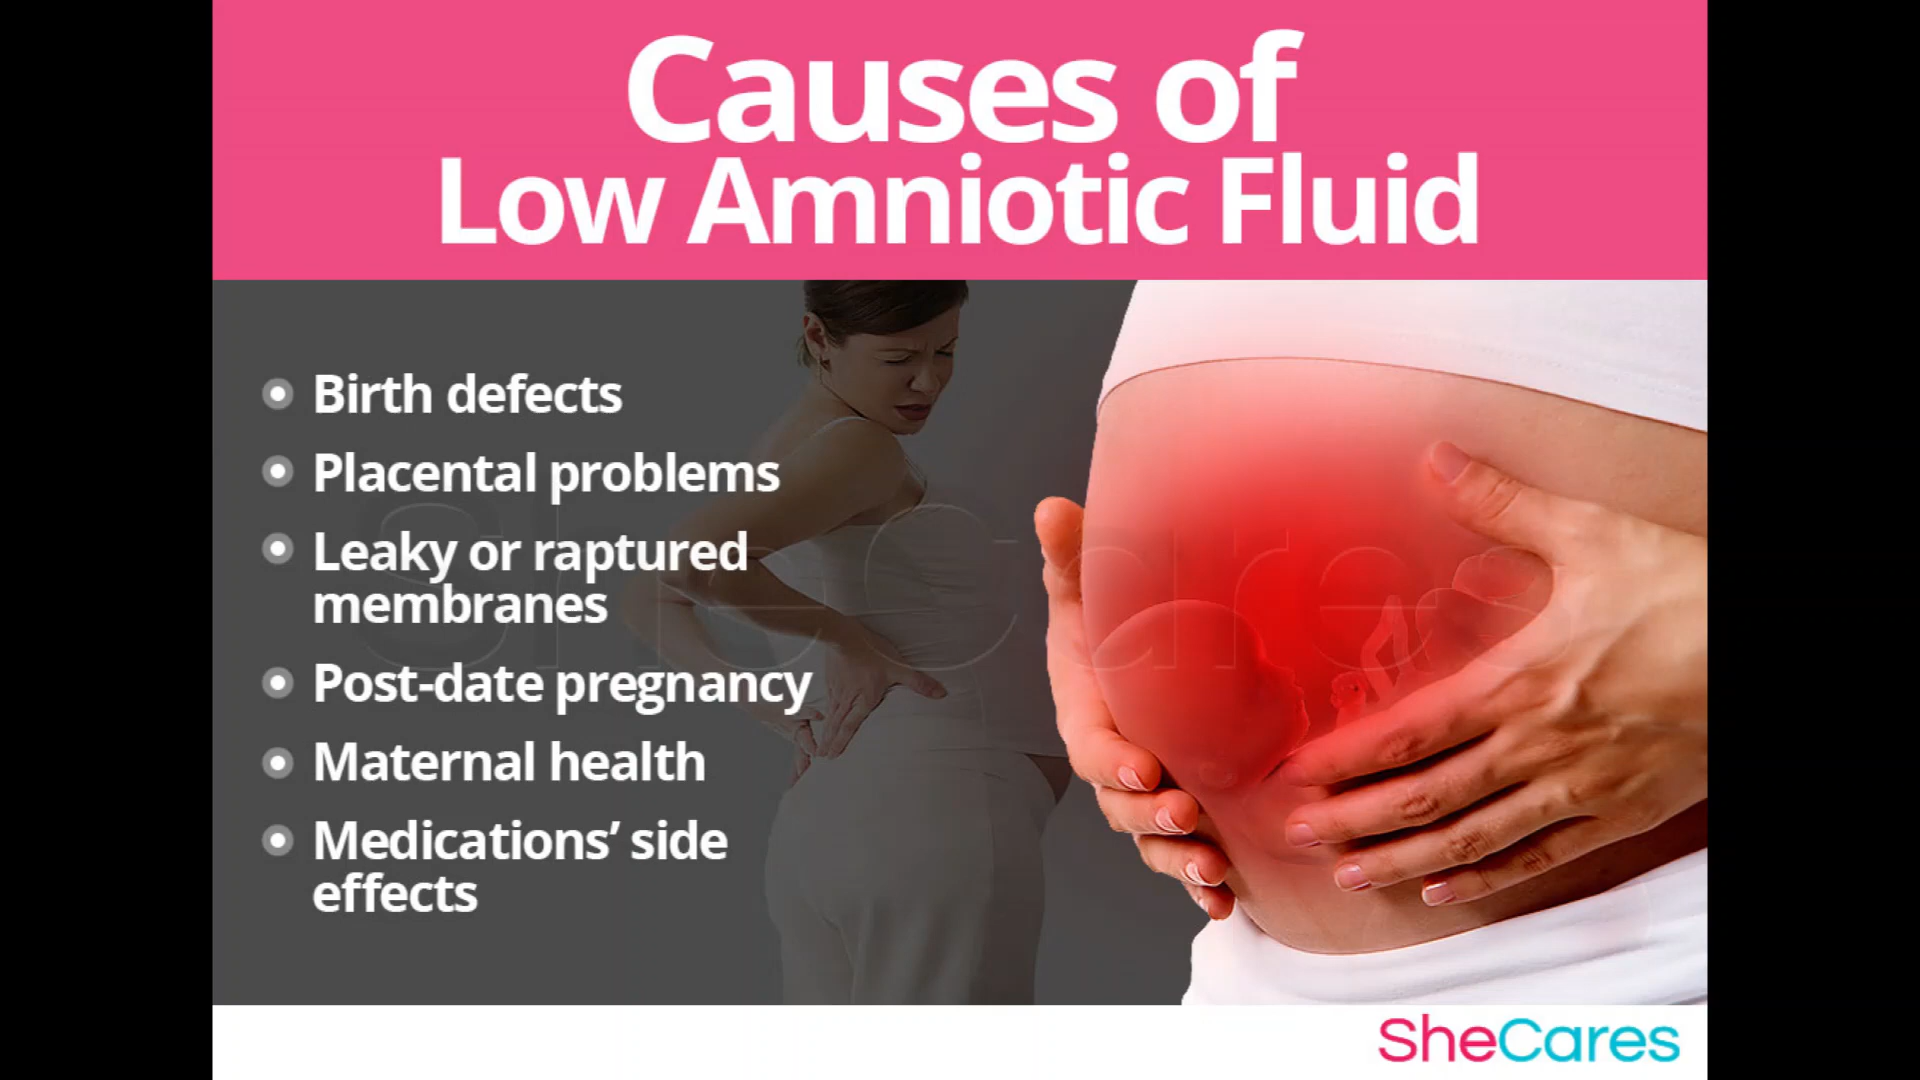 Causes of
Low Amniotic Fluid
Birth defects
Placental problems
Leaky or raptured
membranes
Post-date pregnancy
Maternal health
Medications’ side
effects
SheCares
SheCares